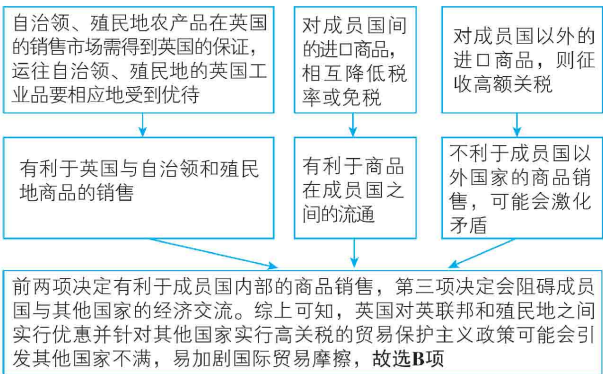 自治领、殖民地农产品在英国
的销售市场需得到英国的保证，
运往自治领、殖民地的英国工
业品要相应地受到优待
对成员国间
的进口商品，
相互降低税
率或免税
对成员国以外的
进口商品，则征
收高额关税
有利于英国与自治领和殖民
地商品的销售
有利于商品
在成员国之
间的流通
不利于成员国以
外国家的商品销
售，可能会激化
矛盾
前两项决定有利于成员国内部的商品销售，第三项决定会阻碍成员
国与其他国家的经济交流。综上可知，英国对英联邦和殖民地之间
实行优惠并针对其他国家实行高关税的贸易保护主义政策可能会引
发其他国家不满，易加剧国际贸易摩擦，故选B项